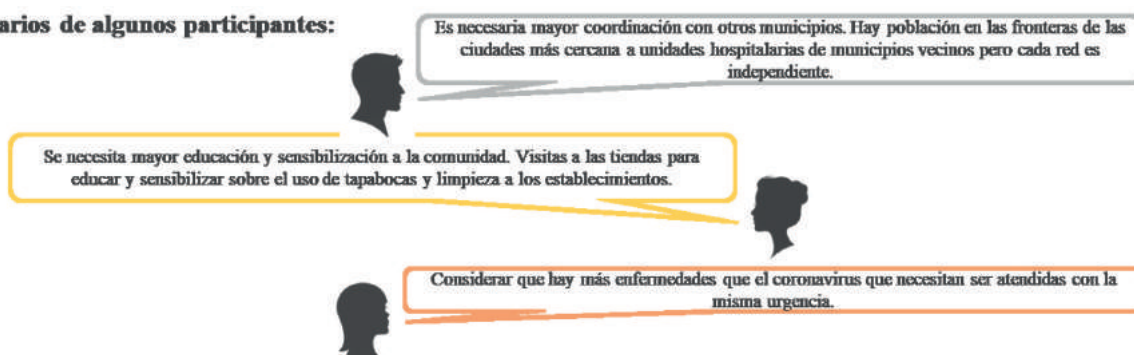 arios de algunos participantes:
Es necesaria mayor coordinación con otros municipios. Hay población en las fronteras de las
ciudades más cercana a unidades hospitalarias de municipios vecinos pero cada red es
independiente.
Se necesita mayor educación y sensibilización a la comunidad. Visitas a las tiendas para
educar y sensibilizar sobre el uso de tapabocas y limpieza a los establecimientos.
Considerar que hay más enfermedades que el coronavirus que necesitan ser atendidas con la
misma urgencia.